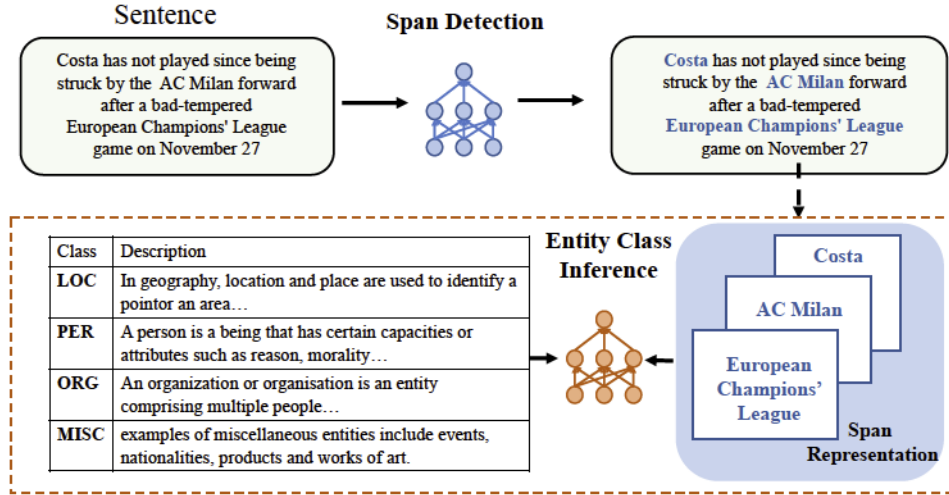 Sentence
Span Detection
Costa has not played since being
struck by the AC Milan forward
after a bad-tempered
European Champions' League
game on November 27
Costa has not played since being
struck by the AC Milan forward
after a bad-tempered
European Champions' League
game on November 27
Class Description
LOC In geography, location and place are used to identify a
pointor an area…
PER A person is a being that has certain capacities or
attributes such as reason, morality…
ORG An organization or organisation is an entity
comprising multiple people…
MISC examples of miscellaneous entities include events,
nationalities, products and works of art.
Entity Class
Inference
Costa
AC Milan
European
Champions’
League
Span
Representation